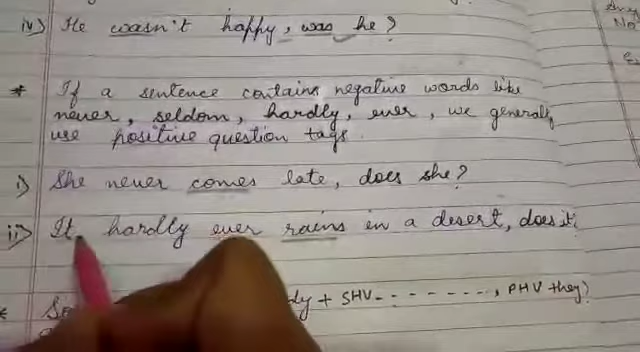 iv) He wasn't happy, was he?
* If a sentence contains negative words like
never, seldom, hardly, ever, we generally
use positive question tags.
i) She never comes late, does she?
ii) It hardly ever rains in a desert, does it
* + SHV- - - - - - - -, PHV they?
No